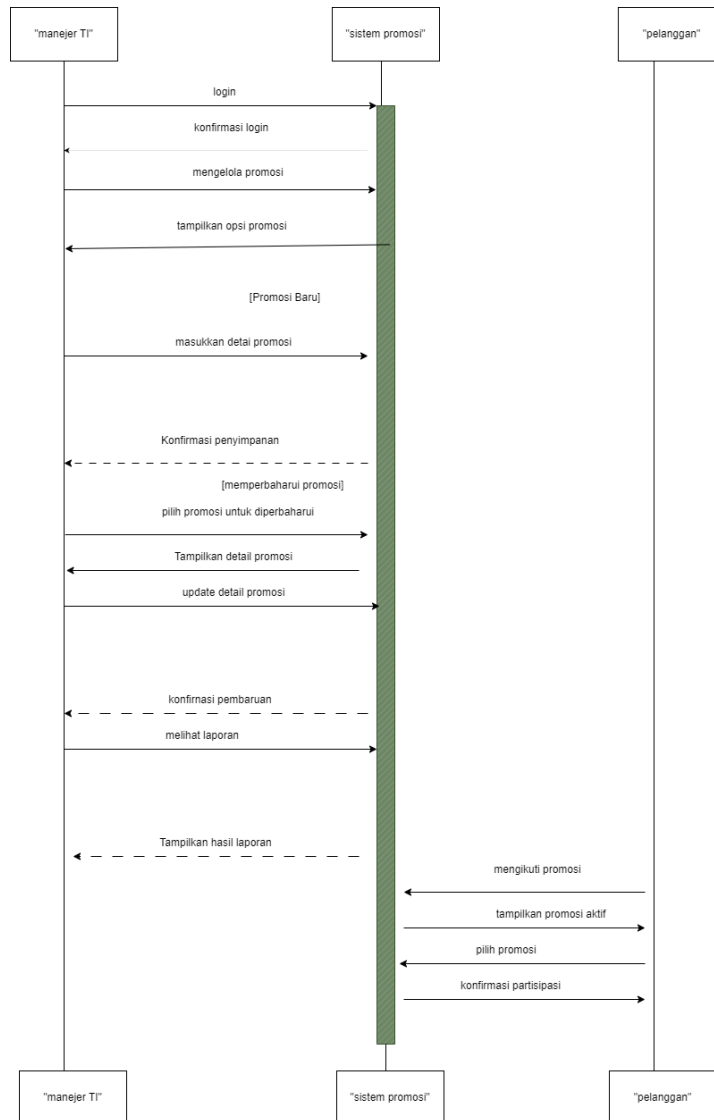 "manejer TI"
"sistem promosi"
"pelanggan"
login
konfirmasi login
mengelola promosi
tampilkan opsi promosi
[Promosi Baru]
masukkan detai promosi
Konfirmasi penyimpanan
[memperbaharui promosi]
pilih promosi untuk diperbaharui
Tampilkan detail promosi
update detail promosi
konfirnasi pembaruan
melihat laporan
Tampilkan hasil laporan
mengikuti promosi
tampilkan promosi aktif
pilih promosi
konfirmasi partisipasi
"manejer TI"
"sistem promosi"
"pelanggan"